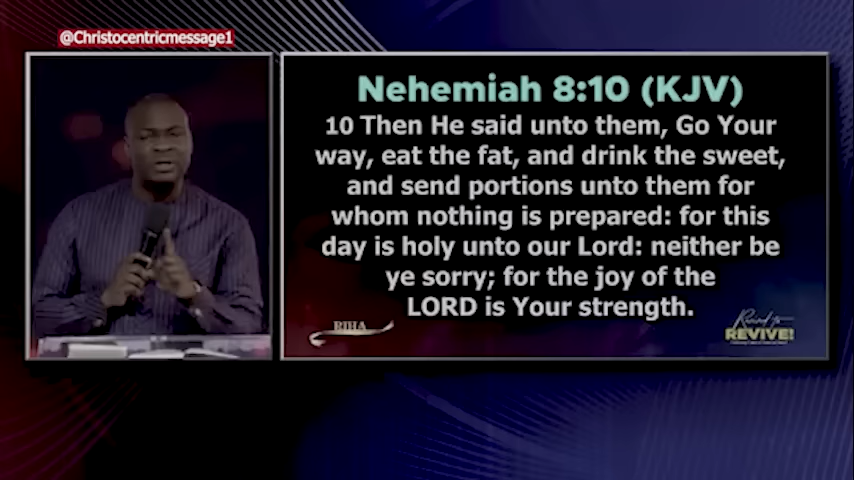 @Christocentricmessage1
Nehemiah 8:10 (KJV)
10 Then He said unto them, Go Your
way, eat the fat, and drink the sweet,
and send portions unto them for
whom nothing is prepared: for this
day is holy unto our Lord: neither be
ye sorry; for the joy of the
LORD is Your strength.
REVIVE!